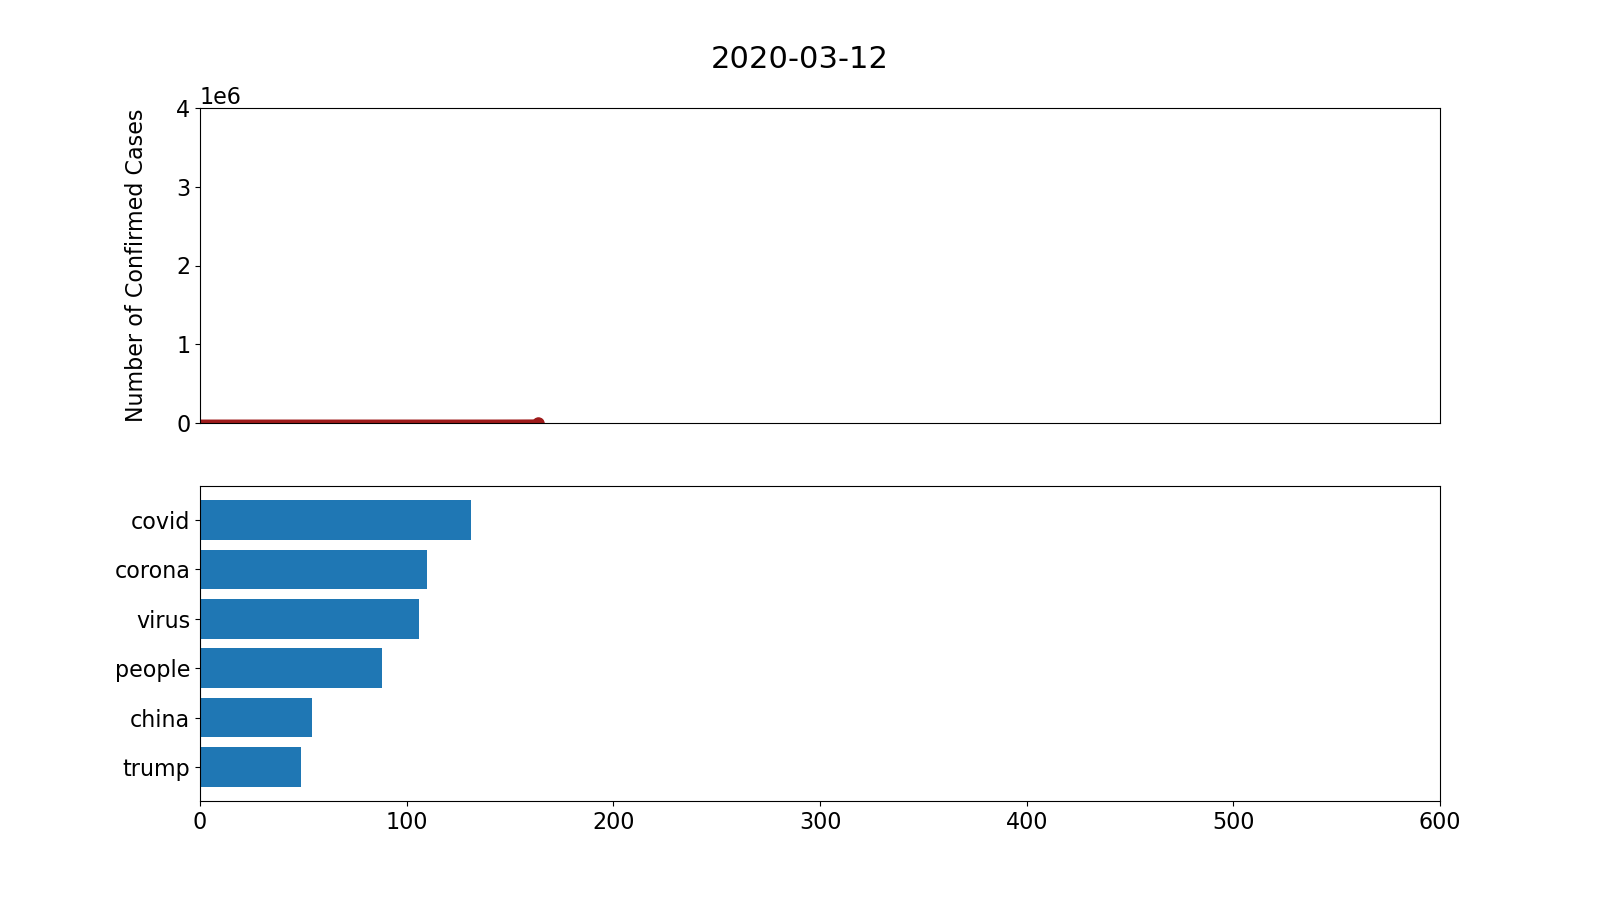 2020-03-12
1e6
4
3
2
1
0
Number of Confirmed Cases
covid
corona
virus
people
china
trump
0 100 200 300 400 500 600